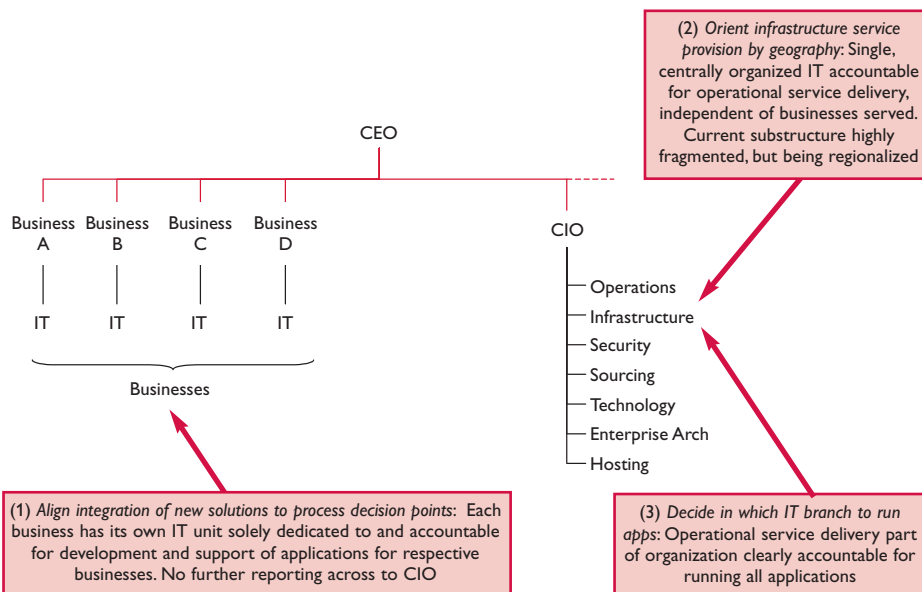 (2) Orient infrastructure service
provision by geography: Single,
centrally organized IT accountable
for operational service delivery,
independent of businesses served.
Current substructure highly
fragmented, but being regionalized
CEO
Business
A
Business
B
Business
C
Business
D
CIO
IT
IT
IT
IT
Businesses
Operations
Infrastructure
Security
Sourcing
Technology
Enterprise Arch
Hosting
(1) Align integration of new solutions to process decision points: Each
business has its own IT unit solely dedicated to and accountable
for development and support of applications for respective
businesses. No further reporting across to CIO
(3) Decide in which IT branch to run
apps: Operational service delivery part
of organization clearly accountable for
running all applications